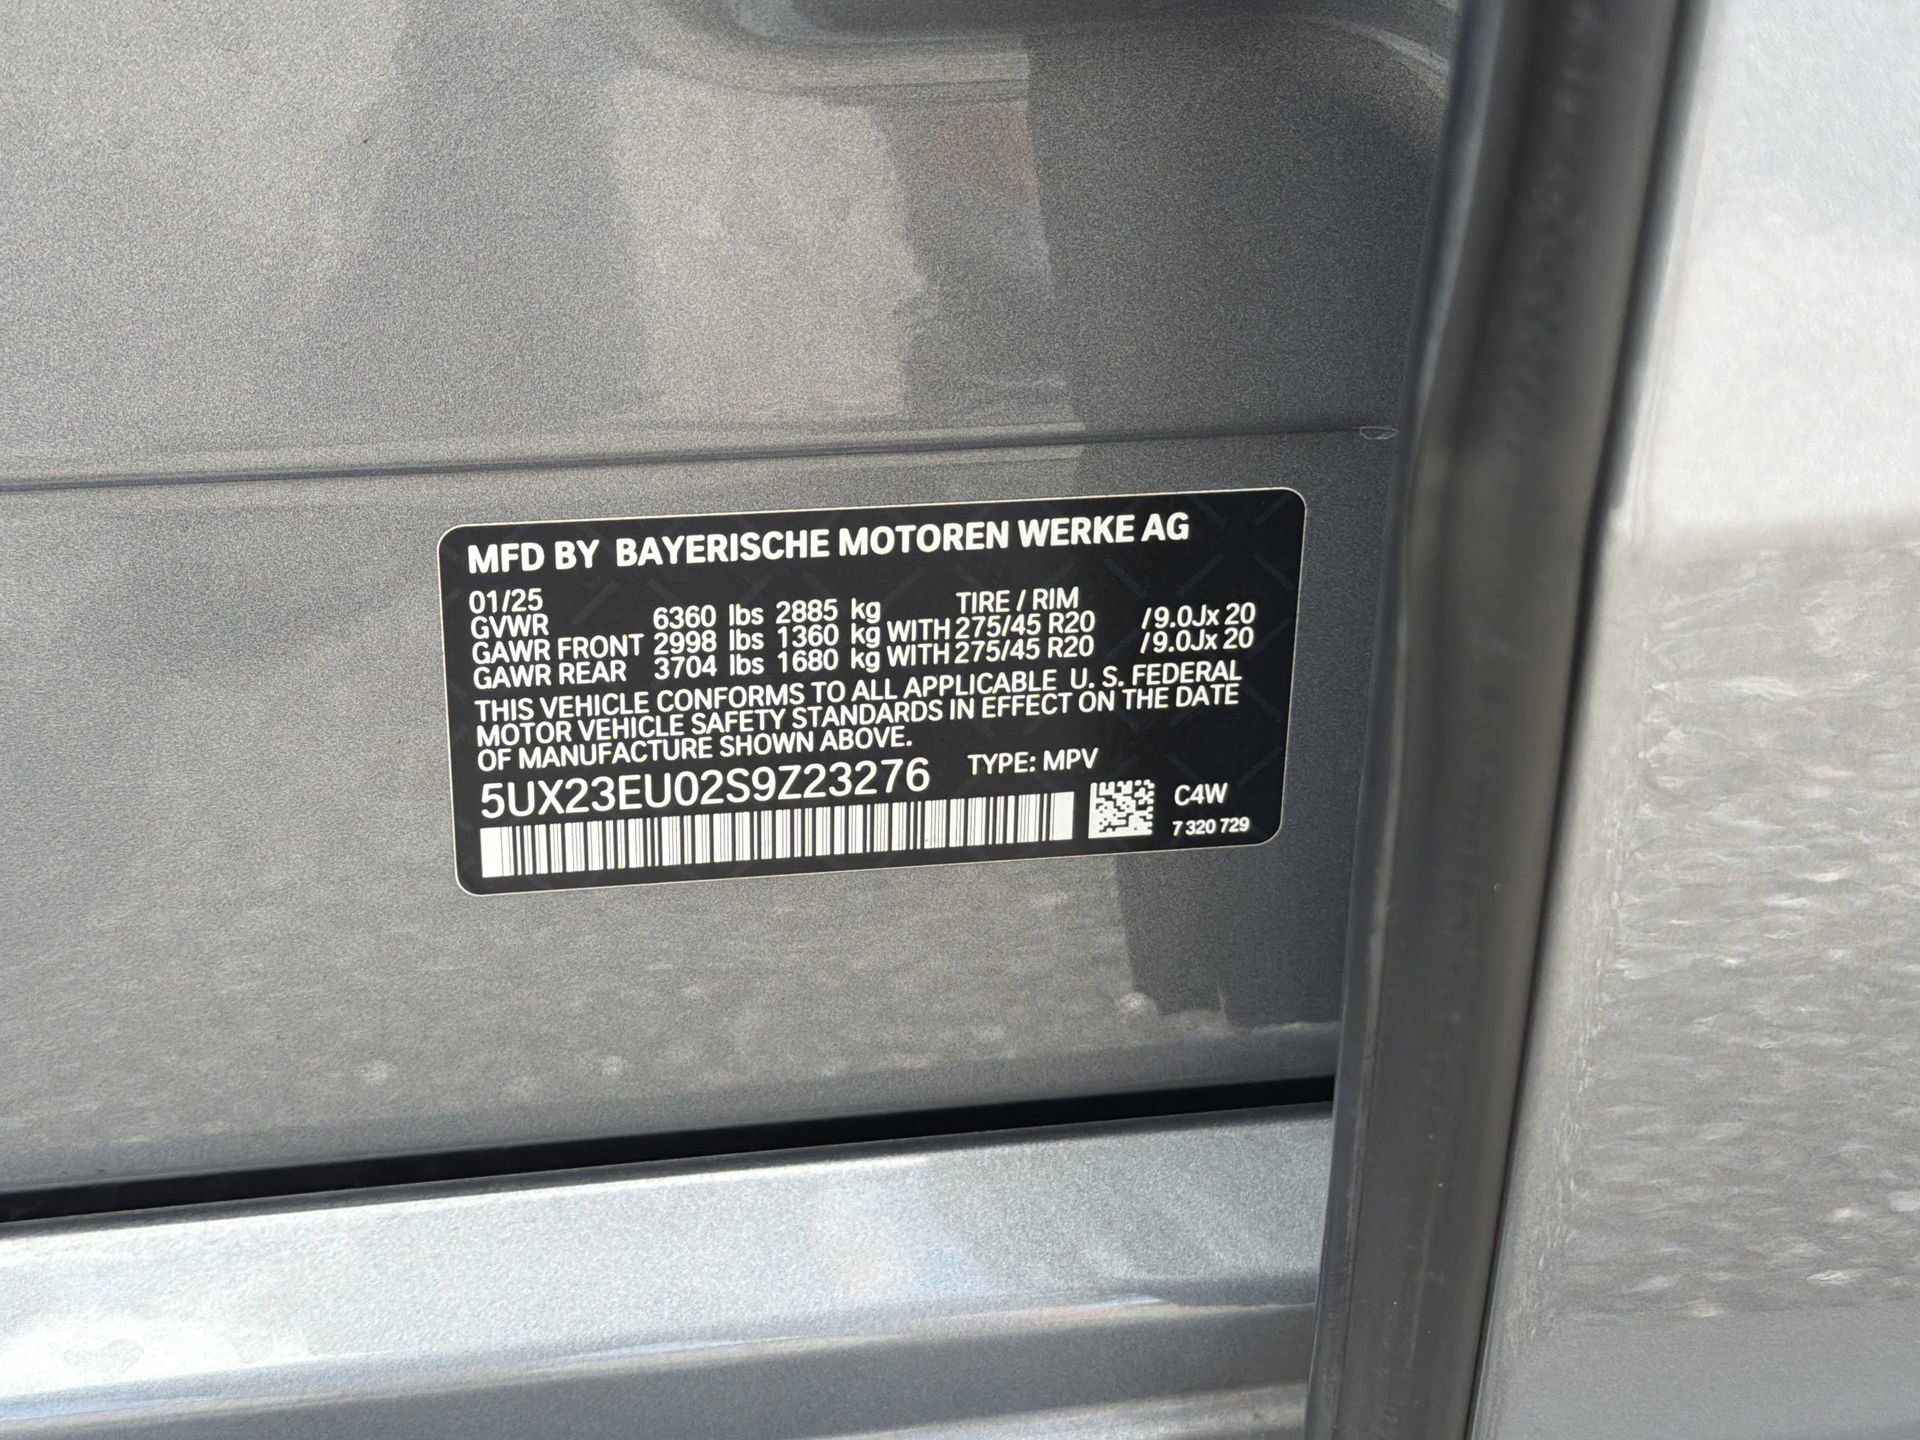 MFD BY BAYERISCHE MOTOREN WERKE AG
01/25 TIRE / RIM
GVWR 6360 lbs 2885 kg
GAWR FRONT 2998 lbs 1360 kg WITH 275/45 R20 /9.0Jx 20
GAWR REAR 3704 lbs 1680 kg WITH 275/45 R20 /9.0Jx 20
THIS VEHICLE CONFORMS TO ALL APPLICABLE U. S. FEDERAL
MOTOR VEHICLE SAFETY STANDARDS IN EFFECT ON THE DATE
OF MANUFACTURE SHOWN ABOVE.
5UX23EU02S9Z23276 TYPE: MPV
C4W
7 320 729